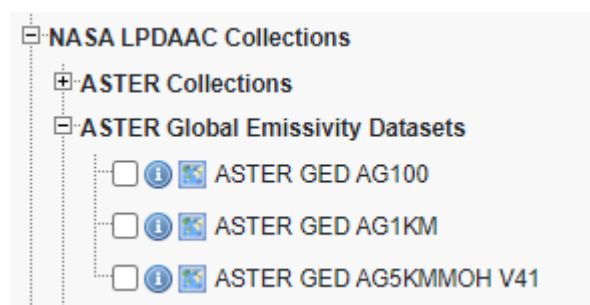 NASA LPDAAC Collections
ASTER Collections
ASTER Global Emissivity Datasets
ASTER GED AG100
ASTER GED AG1KM
ASTER GED AG5KMMOH V41